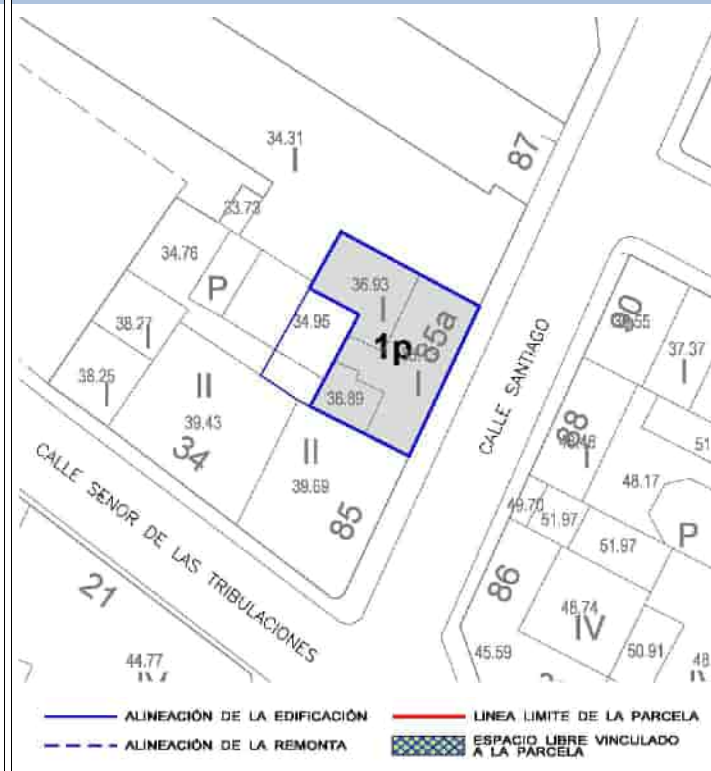 34.31
I
87
33.73
34.76
P
36.93
I
34.95
85a
1p
I
38.27
I
36.89
38.25
I
II
39.43
34
II
39.69
85
CALLE SANTIAGO
90
37.37
I
88
I
48.17
51
49.70
51.97
51.97
P
86
48.74
IV
45.59
50.91
48
CALLE SEÑOR DE LAS TRIBULACIONES
21
44.77
IV
ALINEACIÓN DE LA EDIFICACIÓN
LINEA LIMITE DE LA PARCELA
ALINEACIÓN DE LA REMONTA
ESPACIO LIBRE VINCULADO
A LA PARCELA